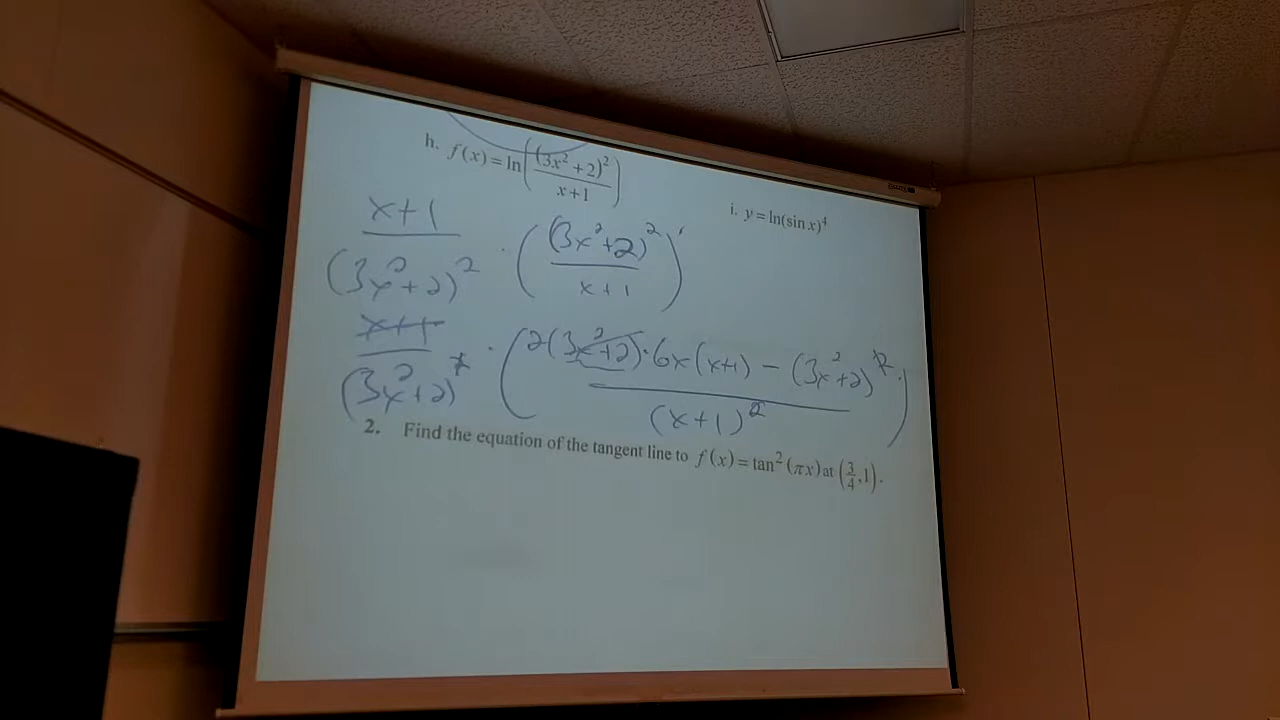 h. f(x) = ln((3x² + 2)² / (x + 1))
i. y = ln(sin x)⁴
(x + 1) / (3x² + 2)² · ((3x² + 2)² / (x + 1))'
(x + 1) / (3x² + 2)² · ((2(3x² + 2) · 6x(x + 1) − (3x² + 2)² ·) / (x + 1)²)
2. Find the equation of the tangent line to f(x) = tan²(πx) at (3/4, 1).